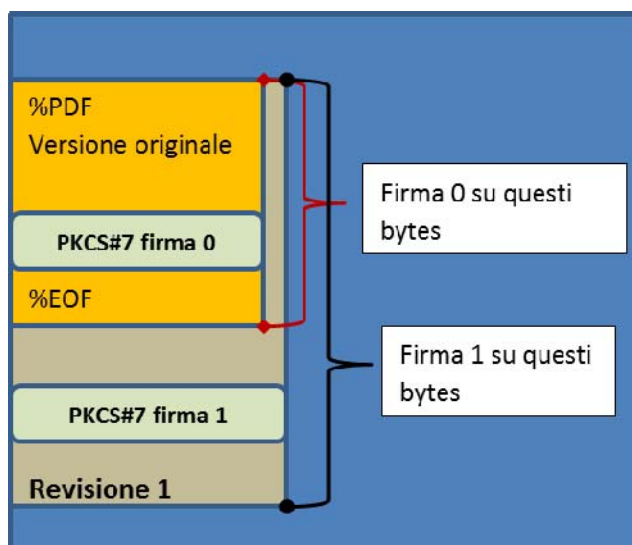 %PDF
Versione originale
PKCS#7 firma 0
%EOF
PKCS#7 firma 1
Revisione 1
Firma 0 su questi
bytes
Firma 1 su questi
bytes